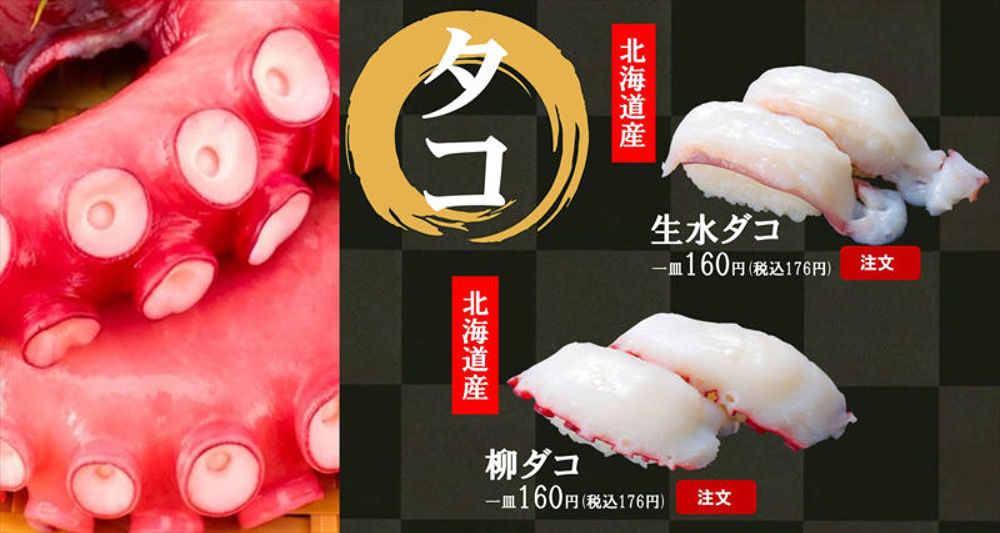 タコ
北海道産
生水ダコ
一皿160円(税込176円)
注文
北海道産
柳ダコ
一皿160円(税込176円)
注文